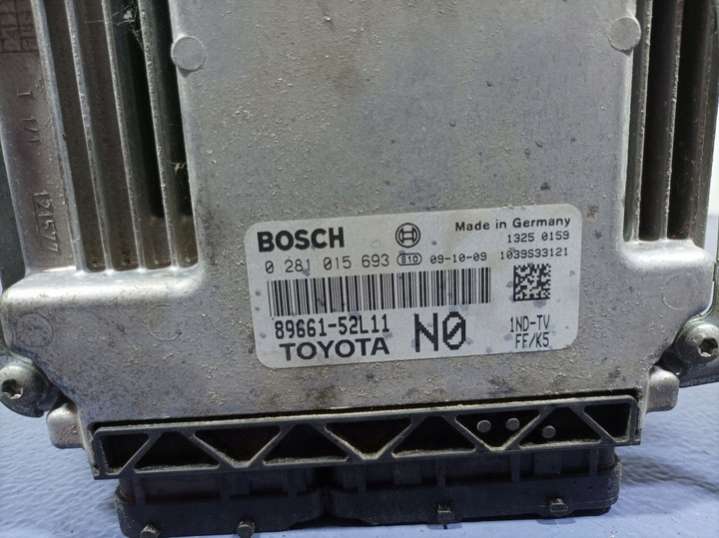 BOSCH
Made in Germany
1325 0159
0 281 015 693 S10 09-10-09 1039S33121
89661-52L11
TOYOTA
N0
1ND-TV
FF/K5